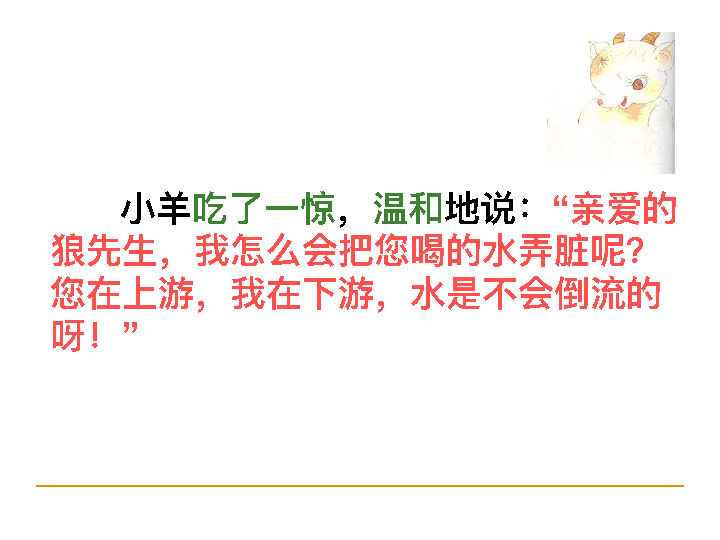 小羊吃了一惊，温和地说：“亲爱的
狼先生，我怎么会把您喝的水弄脏呢？
您在上游，我在下游，水是不会倒流的
呀！”